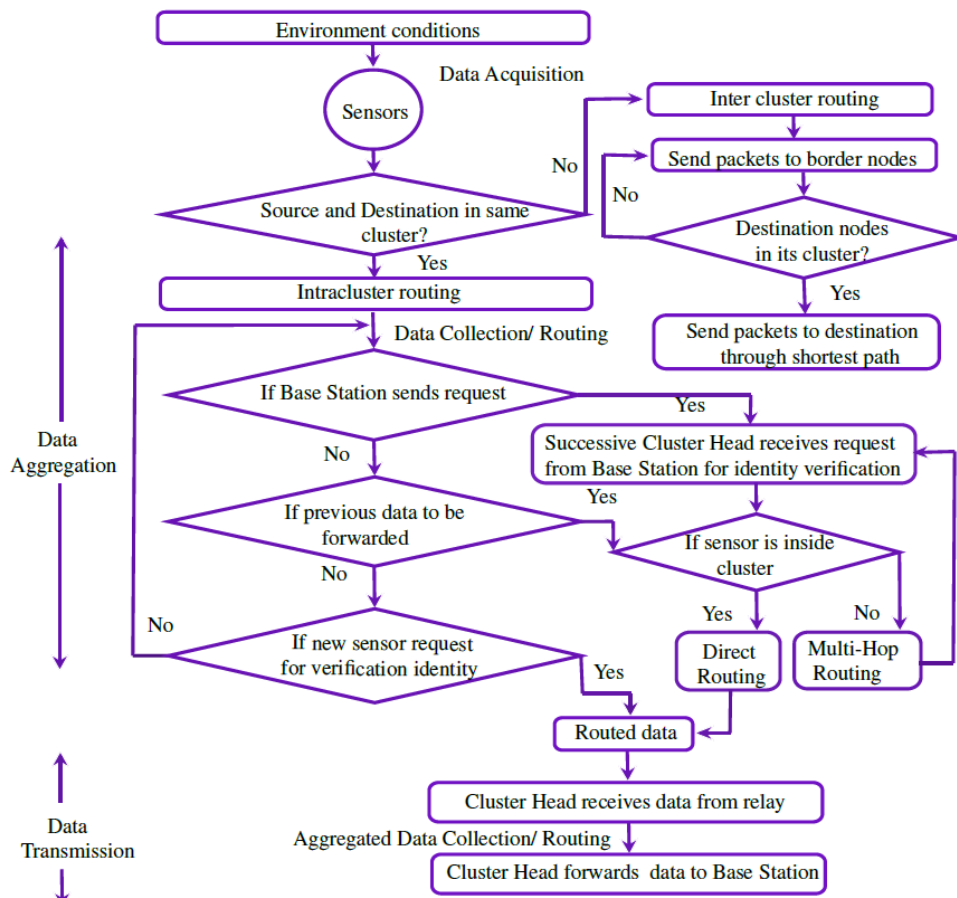 Environment conditions
Data Acquisition
Sensors
Inter cluster routing
No
Send packets to border nodes
No
Source and Destination in same
cluster?
Destination nodes
in its cluster?
Yes
Yes
Intracluster routing
Send packets to destination
through shortest path
Data Collection/ Routing
If Base Station sends request
Yes
Data
Aggregation
No
Successive Cluster Head receives request
from Base Station for identity verification
Yes
If previous data to be
forwarded
If sensor is inside
cluster
No
Yes
No
No
If new sensor request
for verification identity
Direct
Routing
Multi-Hop
Routing
Yes
Routed data
Cluster Head receives data from relay
Data
Transmission
Aggregated Data Collection/ Routing
Cluster Head forwards data to Base Station